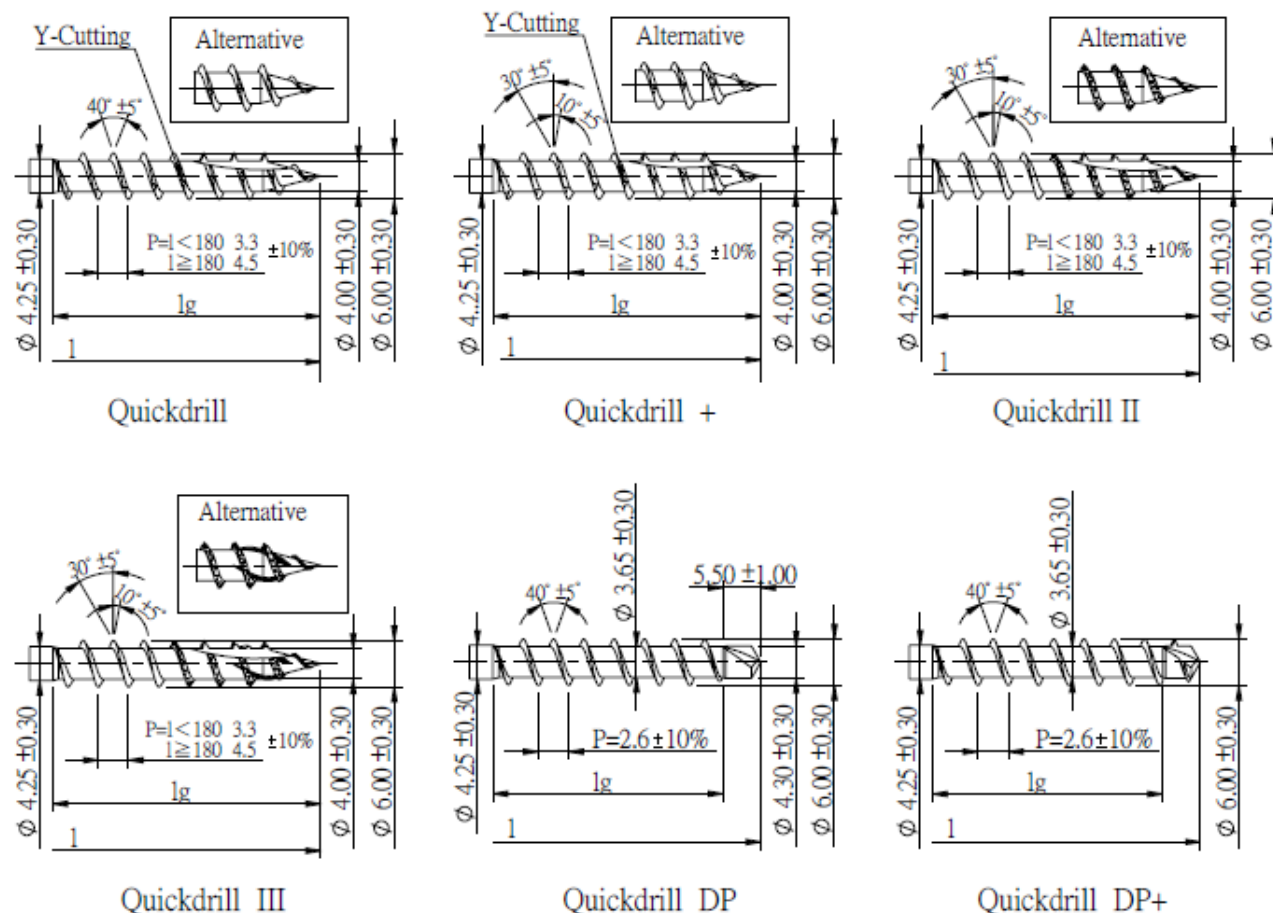 Y-Cutting
Alternative
40° ±5°
P=l<180 3.3
l≧180 4.5
±10%
lg
l
Ø 4.25 ±0.30
Ø 4.00 ±0.30
Ø 6.00 ±0.30
Quickdrill
Y-Cutting
Alternative
30° ±5°
10° ±5°
P=l<180 3.3
l≧180 4.5
±10%
lg
l
Ø 4..25 ±0.30
Ø 4.00 ±0.30
Ø 6.00 ±0.30
Quickdrill +
Alternative
30° ±5°
10° ±5°
P=l<180 3.3
l≧180 4.5
±10%
lg
l
Ø 4.25 ±0.30
Ø 4.00 ±0.30
Ø 6.00 ±0.30
Quickdrill II
Alternative
30° ±5°
10° ±5°
P=l<180 3.3
l≧180 4.5
±10%
lg
l
Ø 4.25 ±0.30
Ø 4.00 ±0.30
Ø 6.00 ±0.30
Quickdrill III
Ø 3.65 ±0.30
5.50 ±1.00
40° ±5°
P=2.6±10%
lg
l
Ø 4.25 ±0.30
Ø 4.30 ±0.30
Ø 6.00 ±0.30
Quickdrill DP
Ø 3.65 ±0.30
40° ±5°
P=2.6±10%
lg
l
Ø 4.25 ±0.30
Ø 6.00 ±0.30
Quickdrill DP+